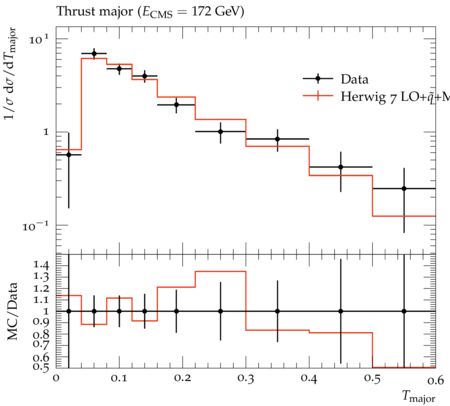 Thrust major (E_CMS = 172 GeV)
1/σ dσ/dT_major
10¹
1
10⁻¹
Data
Herwig 7 LO+q̃+M
MC/Data
1.4
1.3
1.2
1.1
1
0.9
0.8
0.7
0.6
0.5
0 0.1 0.2 0.3 0.4 0.5 0.6
T_major